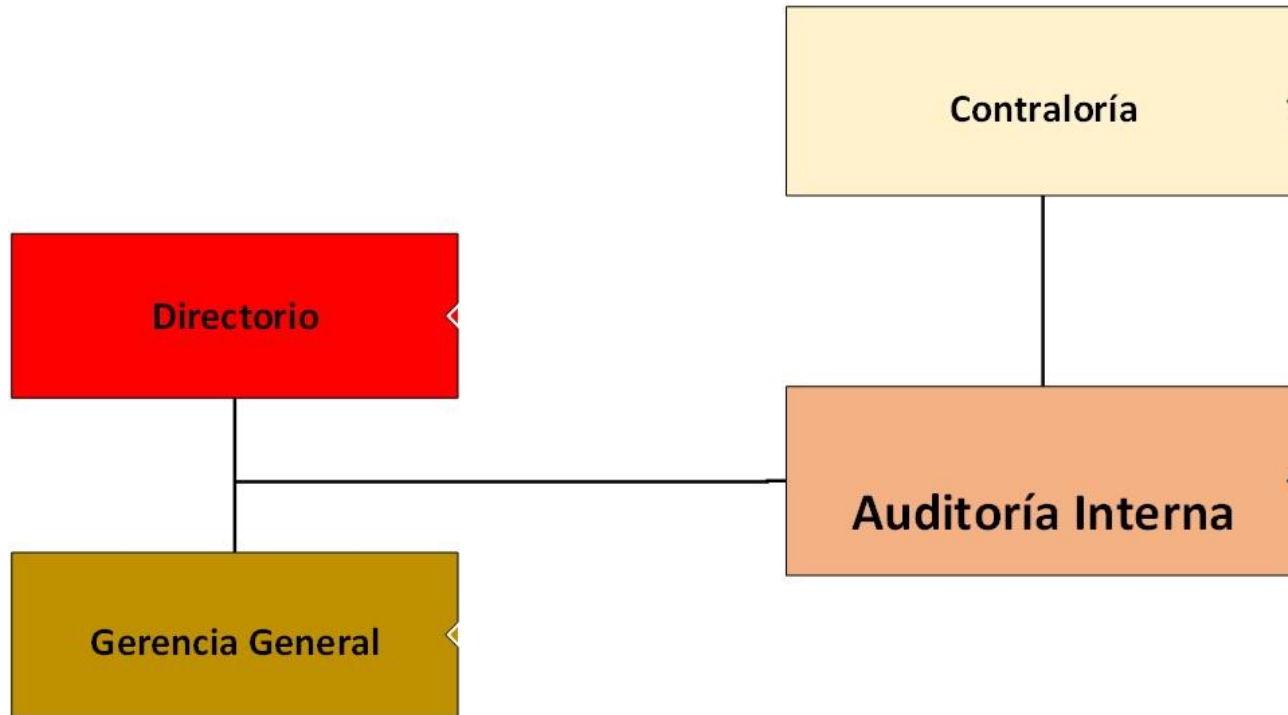 Contraloría
Directorio
Auditoría Interna
Gerencia General